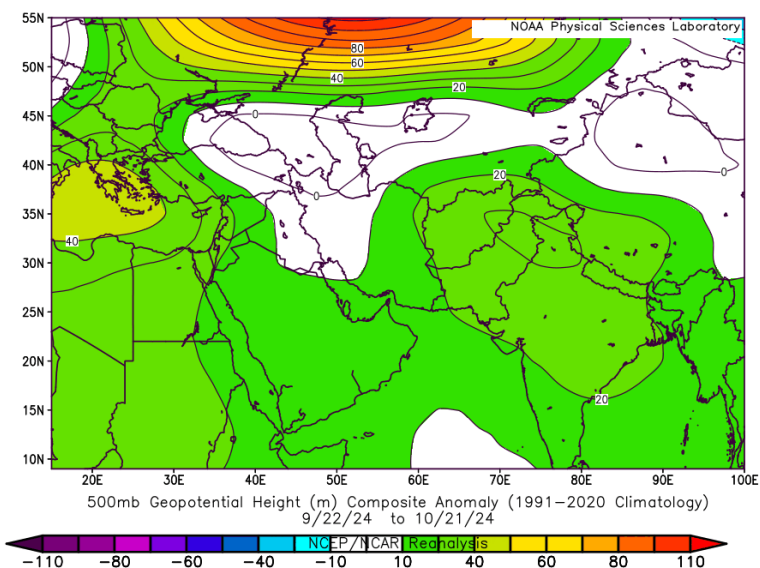 55N
NOAA Physical Sciences Laboratory
80
60
50N
40
20
45N
0
40N
0
20
0
35N
40
30N
25N
20N
20
15N
10N
20E 30E 40E 50E 60E 70E 80E 90E 100E
500mb Geopotential Height (m) Composite Anomaly (1991−2020 Climatology)
9/22/24 to 10/21/24
NCEP/NCAR Reanalysis
−110 −80 −60 −40 −10 10 40 60 80 110